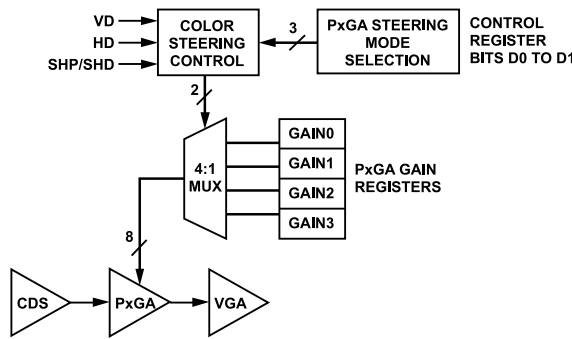 VD
HD
SHP/SHD
COLOR
STEERING
CONTROL
3
PxGA STEERING
MODE
SELECTION
CONTROL
REGISTER
BITS D0 TO D1
2
4:1
MUX
GAIN0
GAIN1
GAIN2
GAIN3
PxGA GAIN
REGISTERS
8
CDS
PxGA
VGA